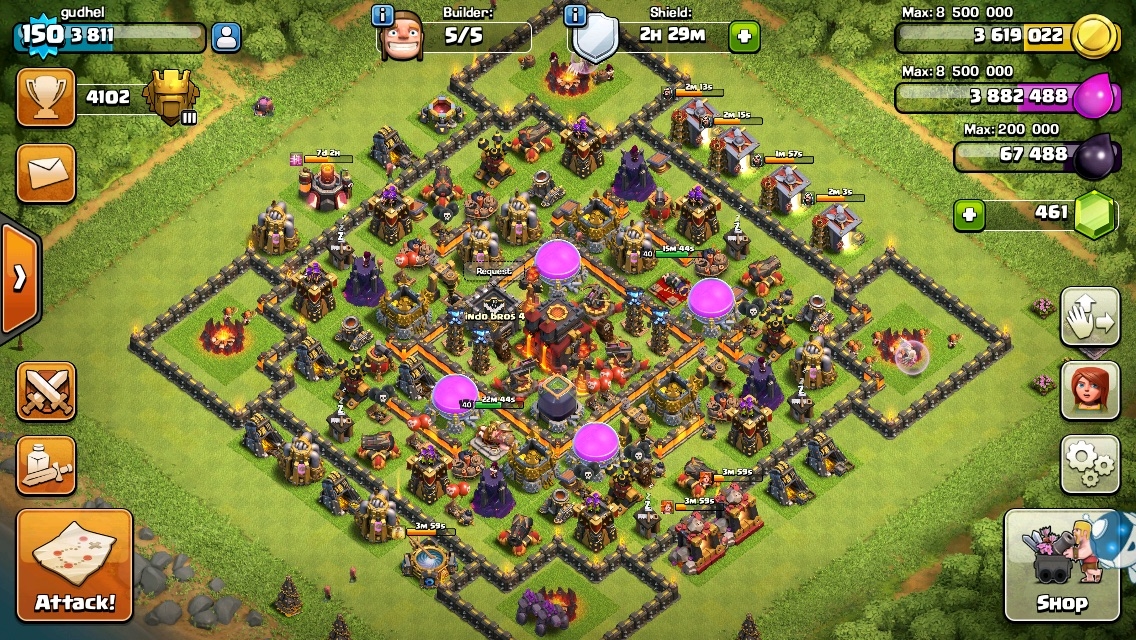 gudhel
150 3 811
Builder:
5/5
Shield:
2h 29m
Max: 8 500 000
3 619 022
Max: 8 500 000
3 882 488
Max: 200 000
67 488
461
4102
III
2m 13s
2m 15s
1m 57s
2m 3s
7d 2h
Request
40 15m 44s
indo bros 4
40 22m 44s
3m 59s
3m 59s
3m 59s
Attack!
Shop